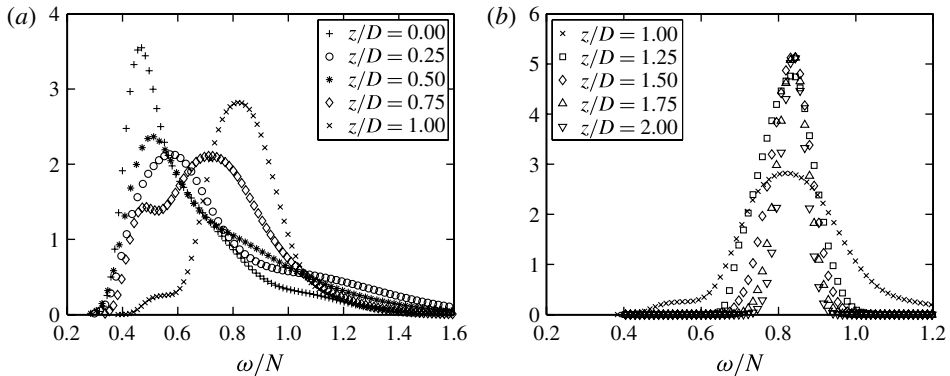 (a)
4
3
2
1
0
0.2 0.4 0.6 0.8 1.0 1.2 1.4 1.6
ω/N
z/D = 0.00
z/D = 0.25
z/D = 0.50
z/D = 0.75
z/D = 1.00
(b)
6
5
4
3
2
1
0
0.2 0.4 0.6 0.8 1.0 1.2
ω/N
z/D = 1.00
z/D = 1.25
z/D = 1.50
z/D = 1.75
z/D = 2.00